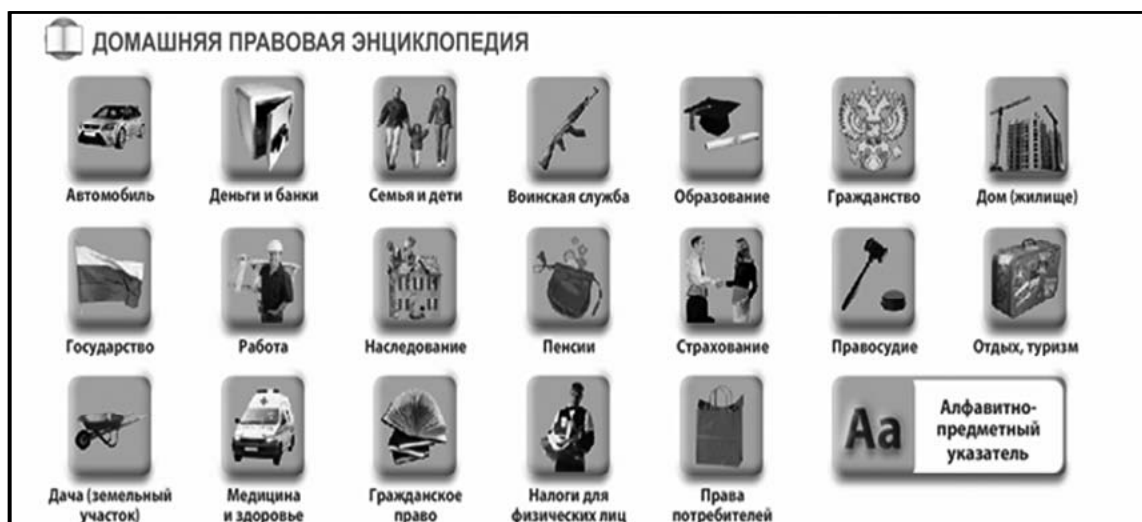 ДОМАШНЯЯ ПРАВОВАЯ ЭНЦИКЛОПЕДИЯ
Автомобиль
Деньги и банки
Семья и дети
Воинская служба
Образование
Гражданство
Дом (жилище)
Государство
Работа
Наследование
Пенсии
Страхование
Правосудие
Отдых, туризм
Аа
Алфавитно-
предметный
указатель
Дача (земельный
участок)
Медицина
и здоровье
Гражданское
право
Налоги для
физических лиц
Права
потребителей